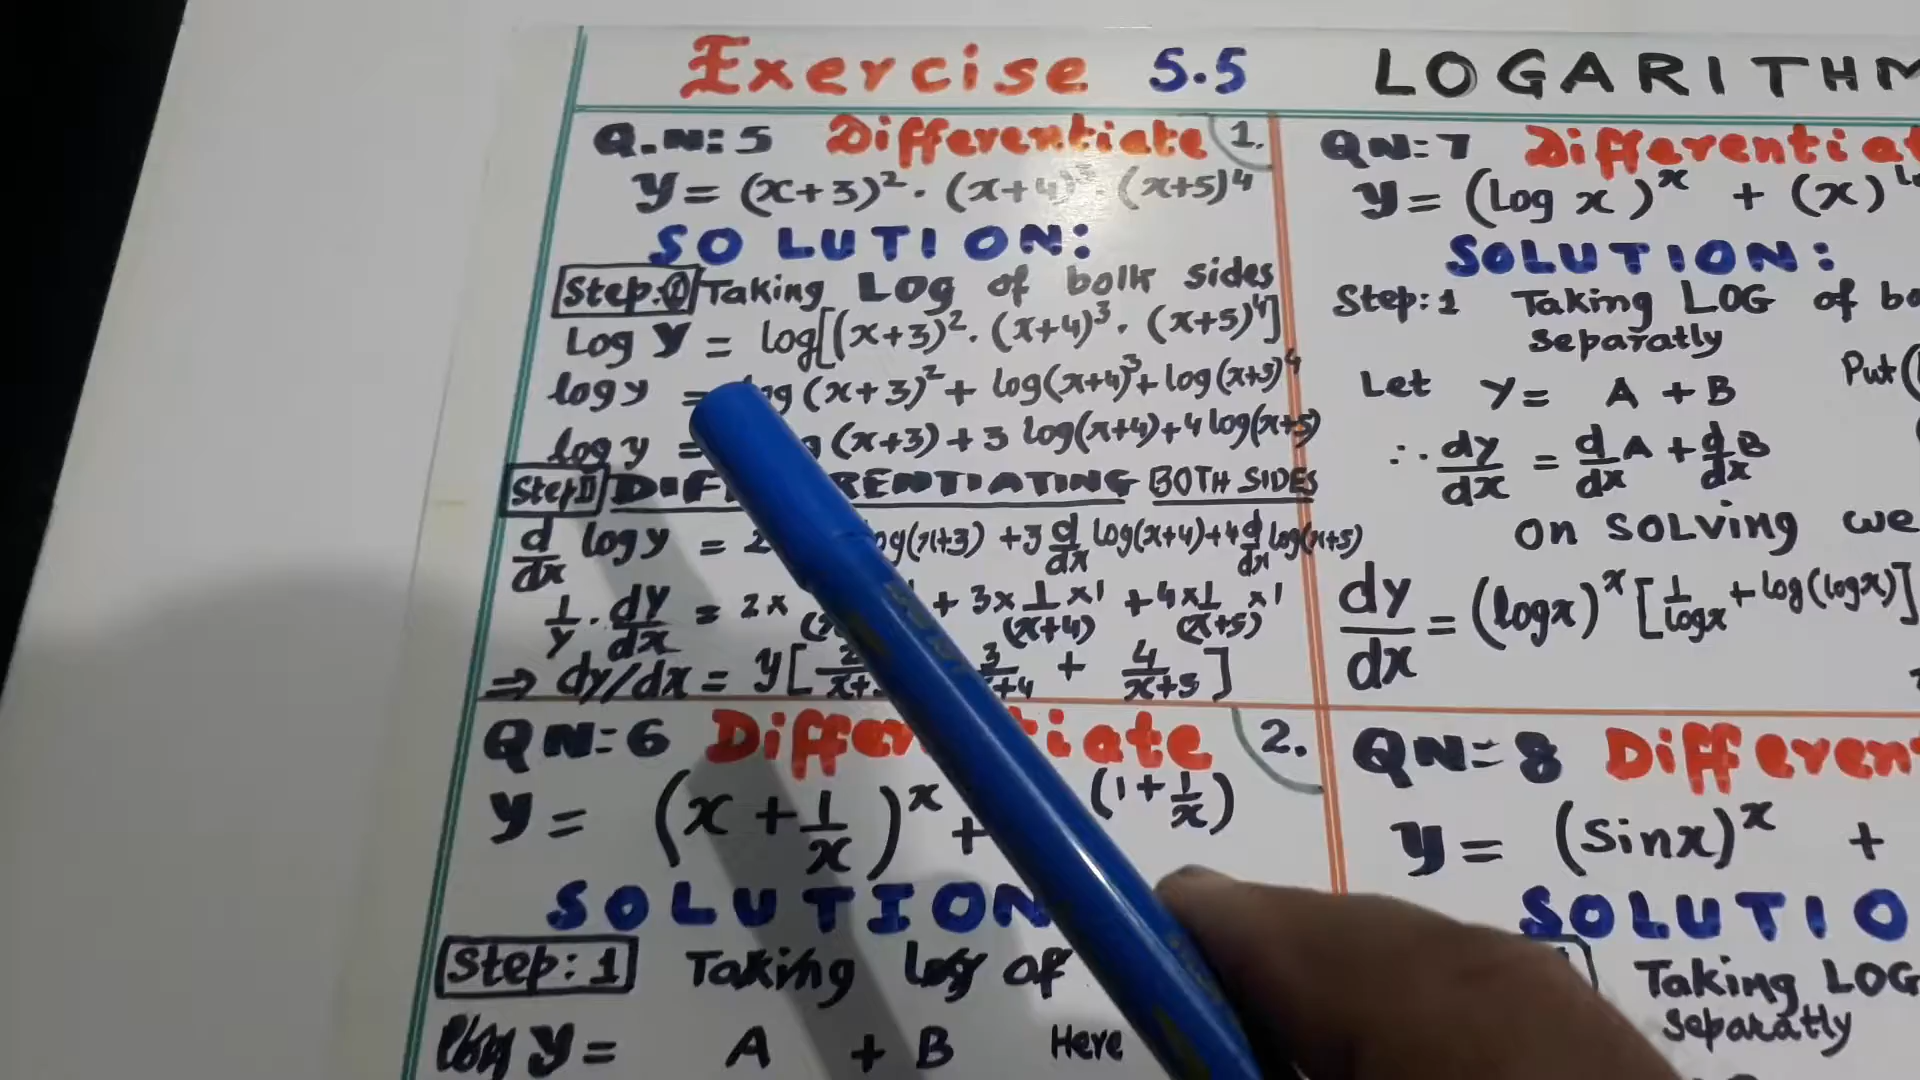 Exercise 5.5 LOGARITHM
Q.N:5 Differentiate 1.
y = (x+3)² . (x+4) . (x+5)⁴
SOLUTION:
Step:① Taking Log of both sides
Log y = log[(x+3)² . (x+4)³ . (x+5)⁴]
log y = log (x+3)² + log(x+4)³ + log(x+5)⁴
log y = (x+3) + 3 log(x+4) + 4 log(x+5)
Step II BOTH SIDES
d/dx log y = 2 log(x+3) + 3 d/dx log(x+4) + 4 d/dx log(x+5)
1/y . dy/dx = 2 x + 3 x 1/(x+4) x 1 + 4 x 1/(x+5) x 1
⇒ dy/dx = y [ + 4/x+5 ]
QN:6 Differentiate 2.
y = (x + 1/x)ˣ + (1 + 1/x)
SOLUTION
Step: 1 Taking log of
y = A + B Here
QN:7
y = (log x)ˣ + (x)
SOLUTION:
Step:1 Taking LOG of
Separatly
Let Y = A + B Put
∴ dy/dx = d/dx A + d/dx B
on solving we
dy/dx = (log x)ˣ [1/log x + log(log x)]
QN=8
y = (Sin x)ˣ +
Taking LOG
Separatly